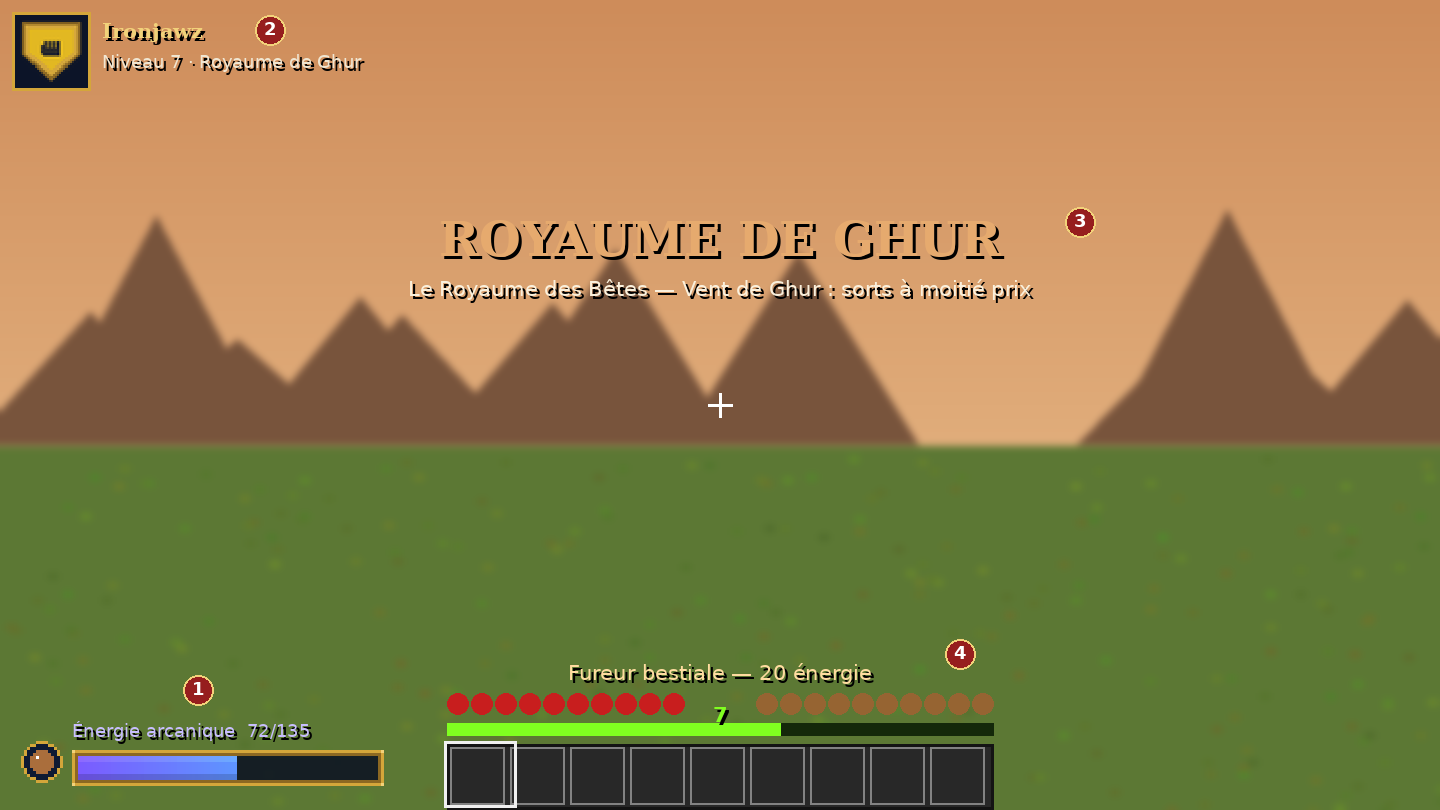 Ironjawz 2
Niveau 7 · Royaume de Ghur
3
ROYAUME DE GHUR
Le Royaume des Bêtes — Vent de Ghur : sorts à moitié prix
4
Fureur bestiale — 20 énergie
1
7
Énergie arcanique 72/135